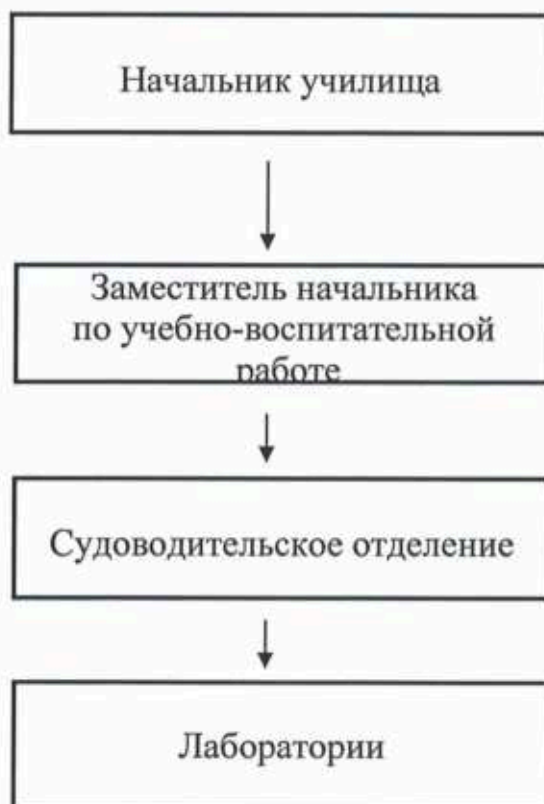 Начальник училища
Заместитель начальника
по учебно-воспитательной
работе
Судоводительское отделение
Лаборатории